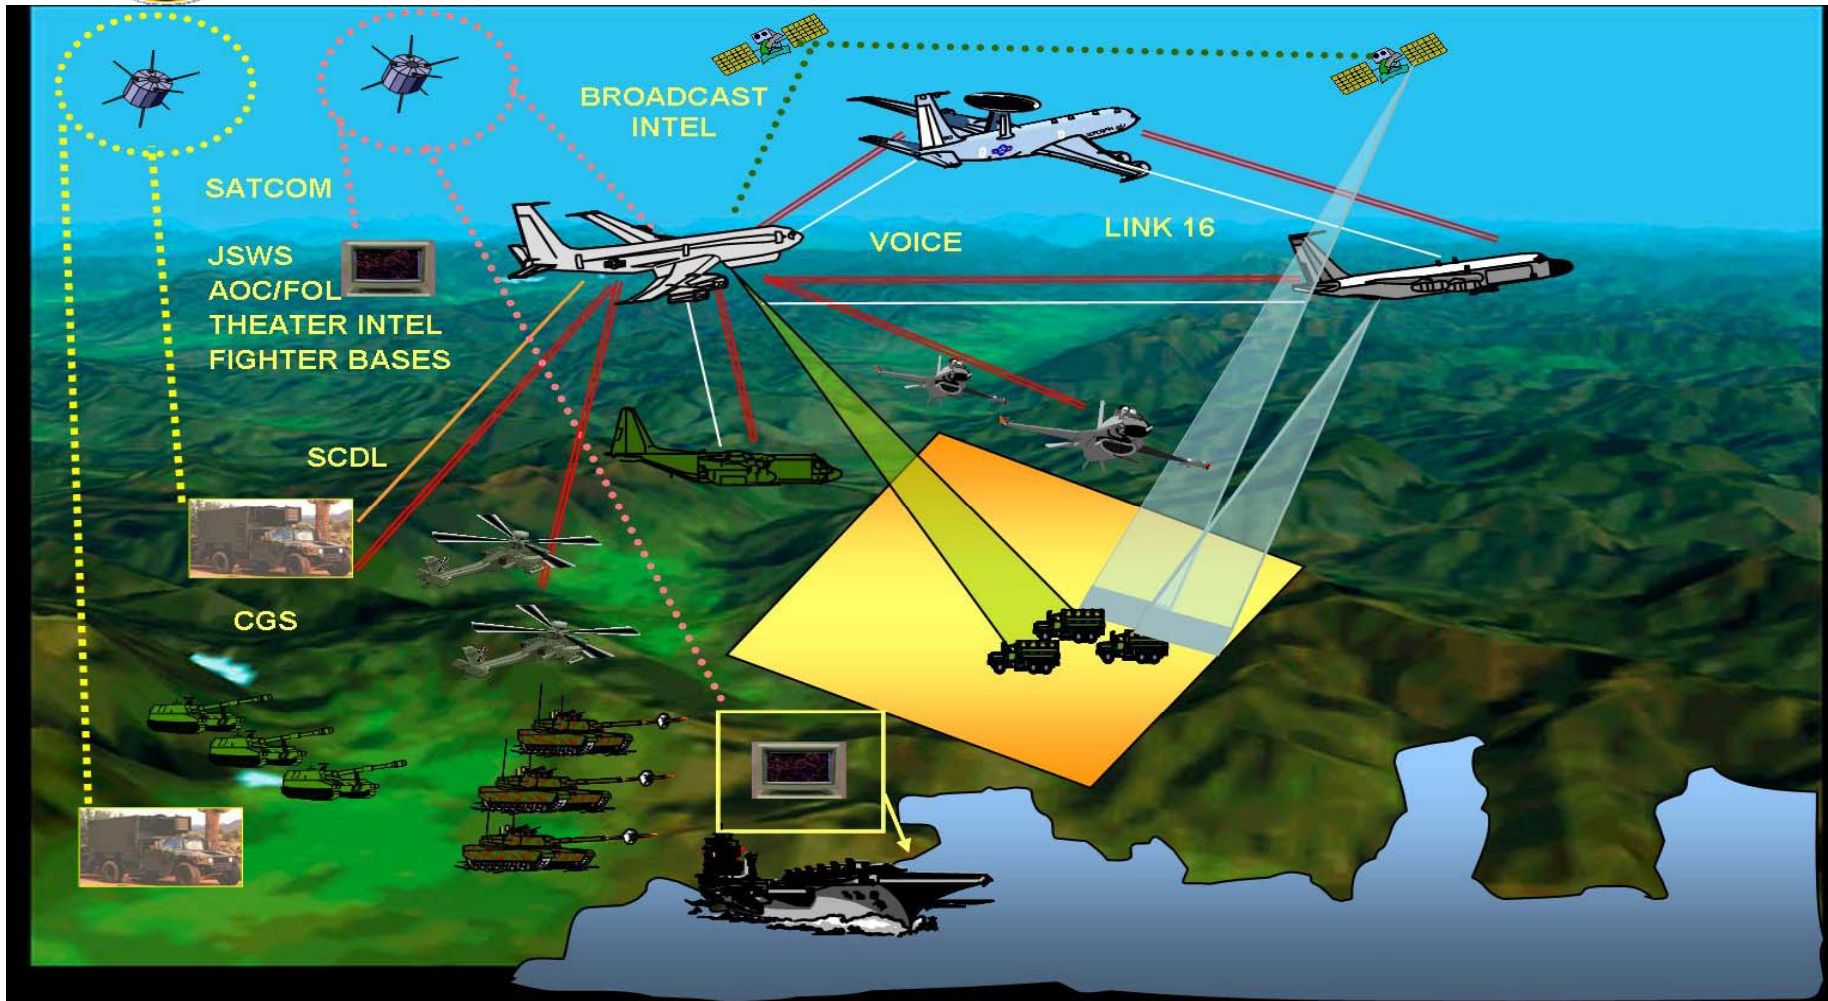 BROADCAST
INTEL
SATCOM
VOICE
LINK 16
JSWS
AOC/FOL
THEATER INTEL
FIGHTER BASES
SCDL
CGS